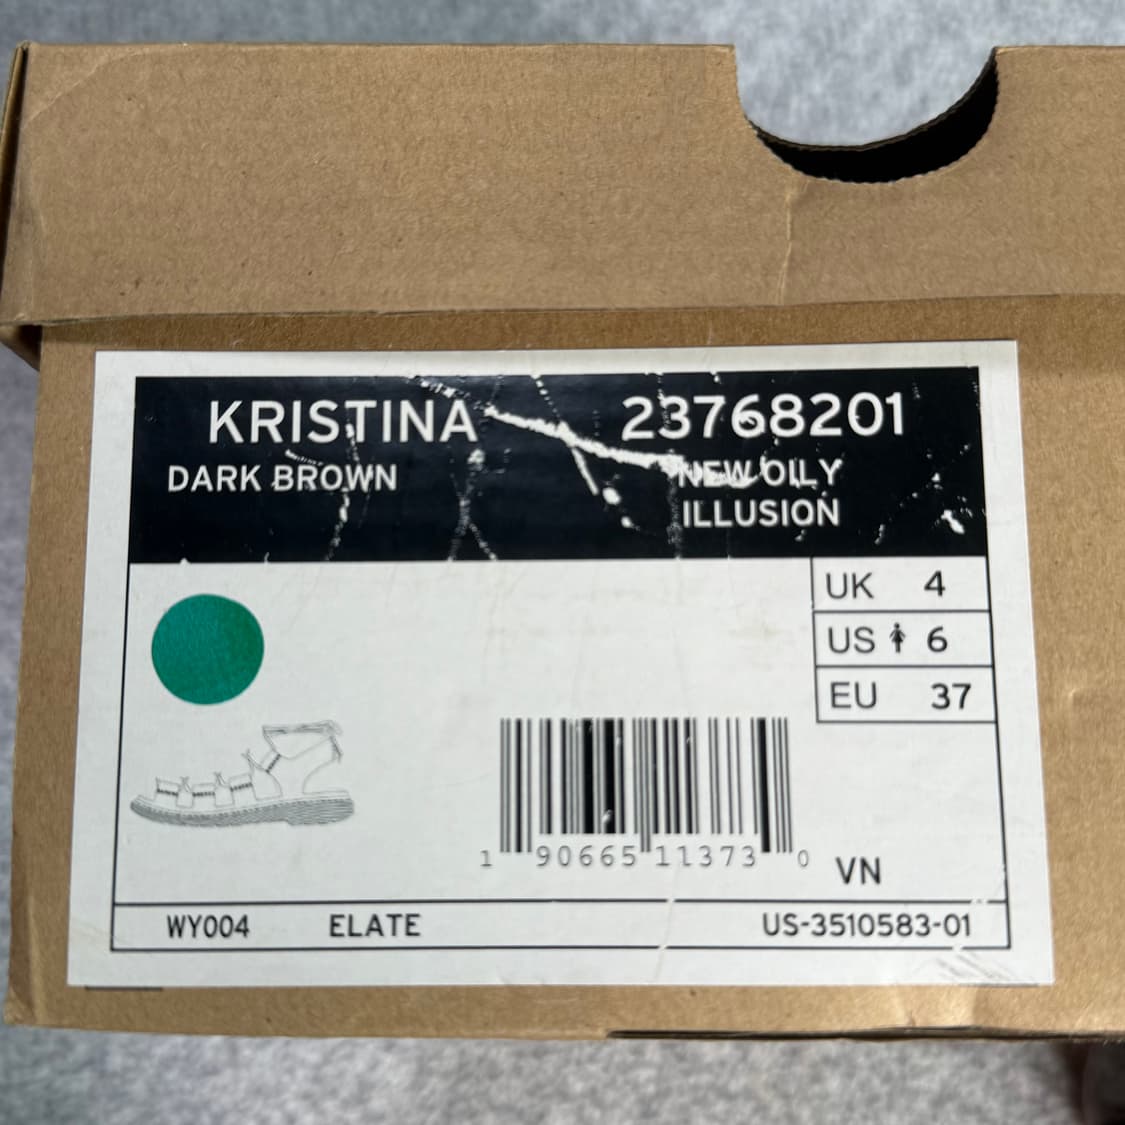 KRISTINA 23768201
DARK BROWN NEW OILY
ILLUSION
UK 4
US 6
EU 37
1 90665 11373 0
VN
WY004 ELATE US-3510583-01